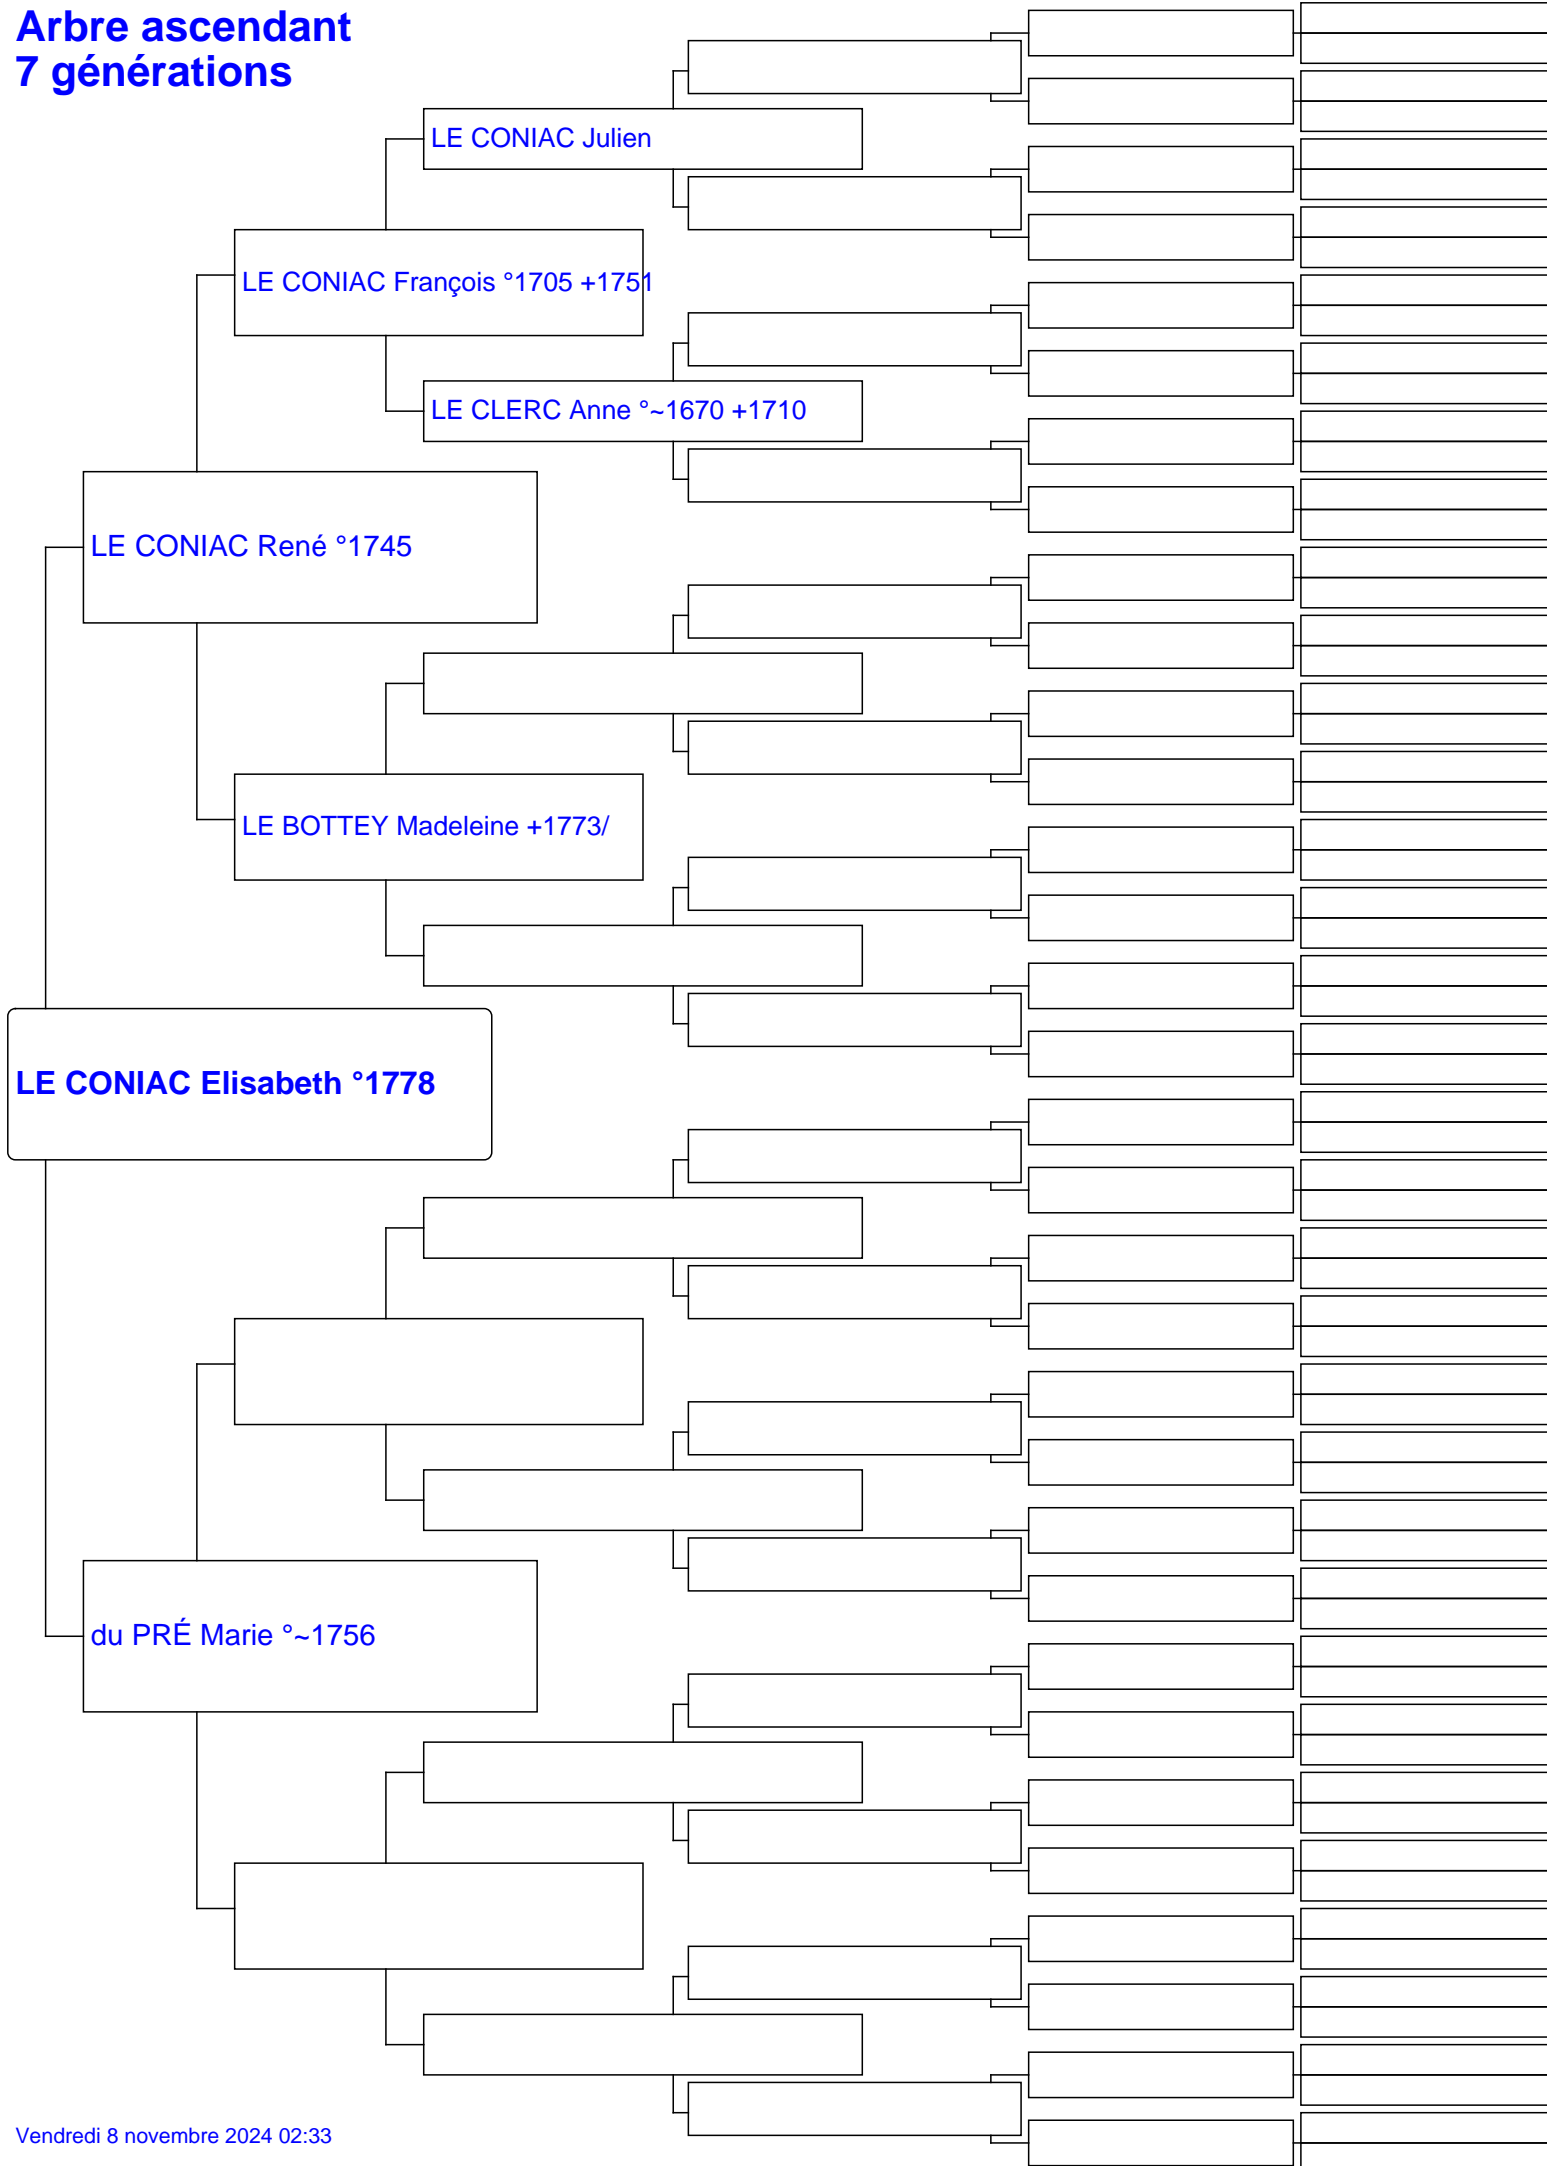 Arbre ascendant
7 générations
LE CONIAC Julien
LE CONIAC François °1705 +1751
LE CLERC Anne °~1670 +1710
LE CONIAC René °1745
LE BOTTEY Madeleine +1773/
LE CONIAC Elisabeth °1778
du PRÉ Marie °~1756
Vendredi 8 novembre 2024 02:33